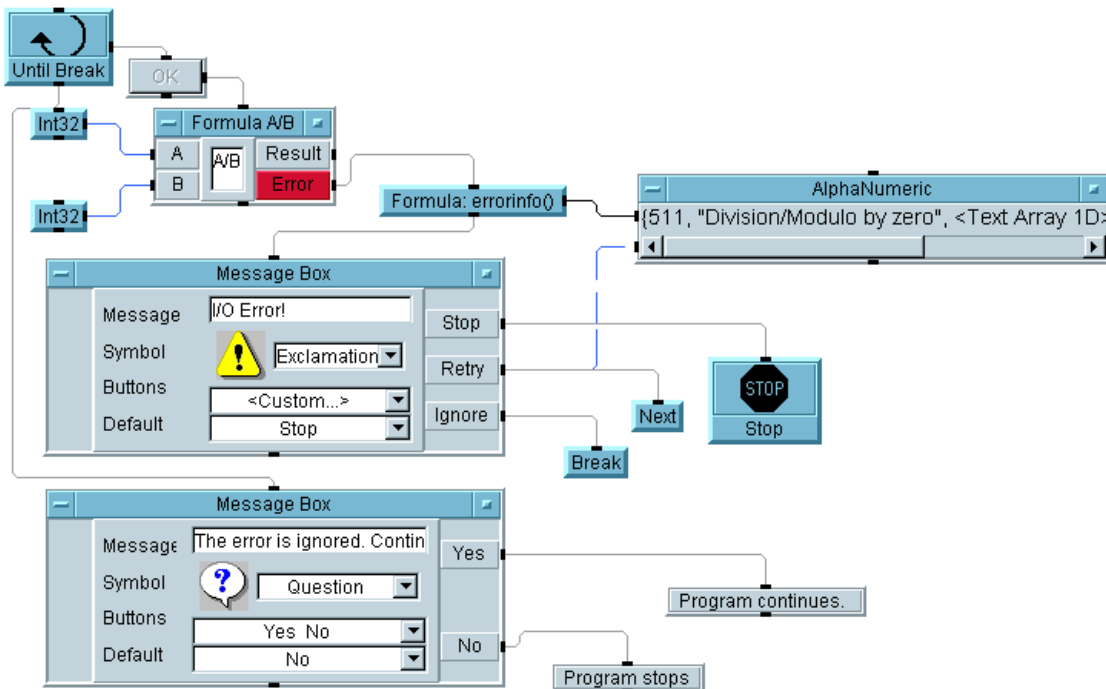 Until Break
OK
Int32
Formula A/B
A
A/B
Result
B
Error
Int32
Formula: errorinfo()
AlphaNumeric
{511, "Division/Modulo by zero", <Text Array 1D>
Message Box
Message
I/O Error!
Stop
Symbol
Exclamation
Retry
Buttons
<Custom...>
Ignore
Default
Stop
Next
Break
STOP
Stop
Message Box
Message
The error is ignored. Contin
Yes
Symbol
Question
Buttons
Yes No
No
Default
No
Program continues.
Program stops